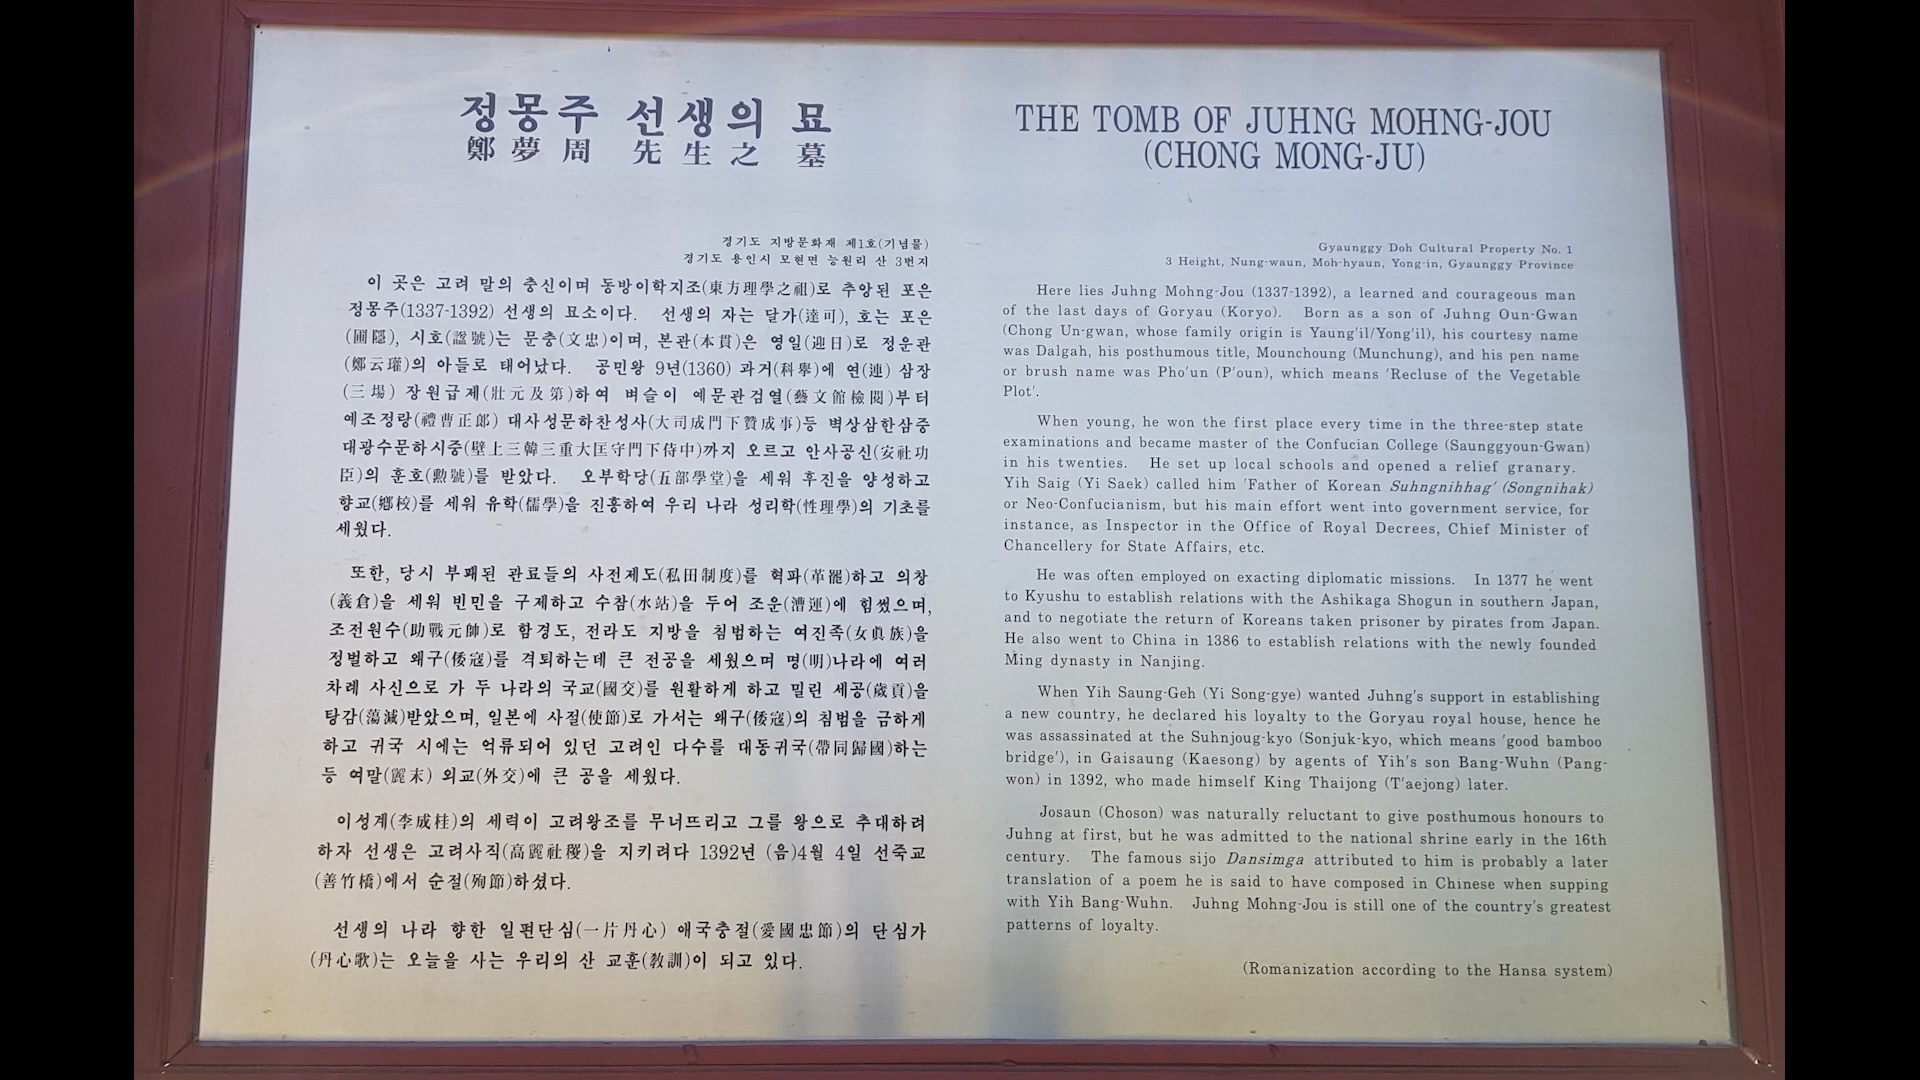 정몽주 선생의 묘
鄭夢周 先生之墓
경기도 지방문화재 제1호(기념물)
경기도 용인시 모현면 능원리 산 3번지
이 곳은 고려 말의 충신이며 동방이학지조(東方理學之祖)로 추앙된 포은
정몽주(1337-1392) 선생의 묘소이다. 선생의 자는 달가(達可), 호는 포은
(圃隱), 시호(諡號)는 문충(文忠)이며, 본관(本貫)은 영일(迎日)로 정운관
(鄭云瓘)의 아들로 태어났다. 공민왕 9년(1360) 과거(科擧)에 연(連) 삼장
(三場) 장원급제(壯元及第)하여 벼슬이 예문관검열(藝文館檢閱)부터
예조정랑(禮曹正郎) 대사성문하찬성사(大司成門下贊成事)등 벽상삼한삼중
대광수문하시중(壁上三韓三重大匡守門下侍中)까지 오르고 안사공신(安社功
臣)의 훈호(勳號)를 받았다. 오부학당(五部學堂)을 세워 후진을 양성하고
향교(鄕校)를 세워 유학(儒學)을 진흥하여 우리 나라 성리학(性理學)의 기초를
세웠다.
또한, 당시 부패된 관료들의 사전제도(私田制度)를 혁파(革罷)하고 의창
(義倉)을 세워 빈민을 구제하고 수참(水站)을 두어 조운(漕運)에 힘썼으며,
조전원수(助戰元帥)로 함경도, 전라도 지방을 침범하는 여진족(女眞族)을
정벌하고 왜구(倭寇)를 격퇴하는데 큰 전공을 세웠으며 명(明)나라에 여러
차례 사신으로 가 두 나라의 국교(國交)를 원활하게 하고 밀린 세공(歲貢)을
탕감(蕩減)받았으며, 일본에 사절(使節)로 가서는 왜구(倭寇)의 침범을 금하게
하고 귀국 시에는 억류되어 있던 고려인 다수를 대동귀국(帶同歸國)하는
등 여말(麗末) 외교(外交)에 큰 공을 세웠다.
이성계(李成桂)의 세력이 고려왕조를 무너뜨리고 그를 왕으로 추대하려
하자 선생은 고려사직(高麗社稷)을 지키려다 1392년 (음)4월 4일 선죽교
(善竹橋)에서 순절(殉節)하셨다.
선생의 나라 향한 일편단심(一片丹心) 애국충절(愛國忠節)의 단심가
(丹心歌)는 오늘을 사는 우리의 산 교훈(敎訓)이 되고 있다.
THE TOMB OF JUHNG MOHNG-JOU
(CHONG MONG-JU)
Gyaunggy Doh Cultural Property No. 1
3 Height, Nung-waun, Moh-hyaun, Yong-in, Gyaunggy Province
Here lies Juhng Mohng-Jou (1337-1392), a learned and courageous man
of the last days of Goryau (Koryo). Born as a son of Juhng Oun-Gwan
(Chong Un-gwan, whose family origin is Yaung'il/Yong'il), his courtesy name
was Dalgah, his posthumous title, Mounchoung (Munchung), and his pen name
or brush name was Pho'un (P'oun), which means 'Recluse of the Vegetable
Plot'.
When young, he won the first place every time in the three-step state
examinations and became master of the Confucian College (Saunggyoun-Gwan)
in his twenties. He set up local schools and opened a relief granary.
Yih Saig (Yi Saek) called him 'Father of Korean Suhngnihhag' (Songnihak)
or Neo-Confucianism, but his main effort went into government service, for
instance, as Inspector in the Office of Royal Decrees, Chief Minister of
Chancellery for State Affairs, etc.
He was often employed on exacting diplomatic missions. In 1377 he went
to Kyushu to establish relations with the Ashikaga Shogun in southern Japan,
and to negotiate the return of Koreans taken prisoner by pirates from Japan.
He also went to China in 1386 to establish relations with the newly founded
Ming dynasty in Nanjing.
When Yih Saung-Geh (Yi Song-gye) wanted Juhng's support in establishing
a new country, he declared his loyalty to the Goryau royal house, hence he
was assassinated at the Suhnjoug-kyo (Sonjuk-kyo, which means 'good bamboo
bridge'), in Gaisaung (Kaesong) by agents of Yih's son Bang-Wuhn (Pang-
won) in 1392, who made himself King Thaijong (T'aejong) later.
Josaun (Choson) was naturally reluctant to give posthumous honours to
Juhng at first, but he was admitted to the national shrine early in the 16th
century. The famous sijo Dansimga attributed to him is probably a later
translation of a poem he is said to have composed in Chinese when supping
with Yih Bang-Wuhn. Juhng Mohng-Jou is still one of the country's greatest
patterns of loyalty.
(Romanization according to the Hansa system)